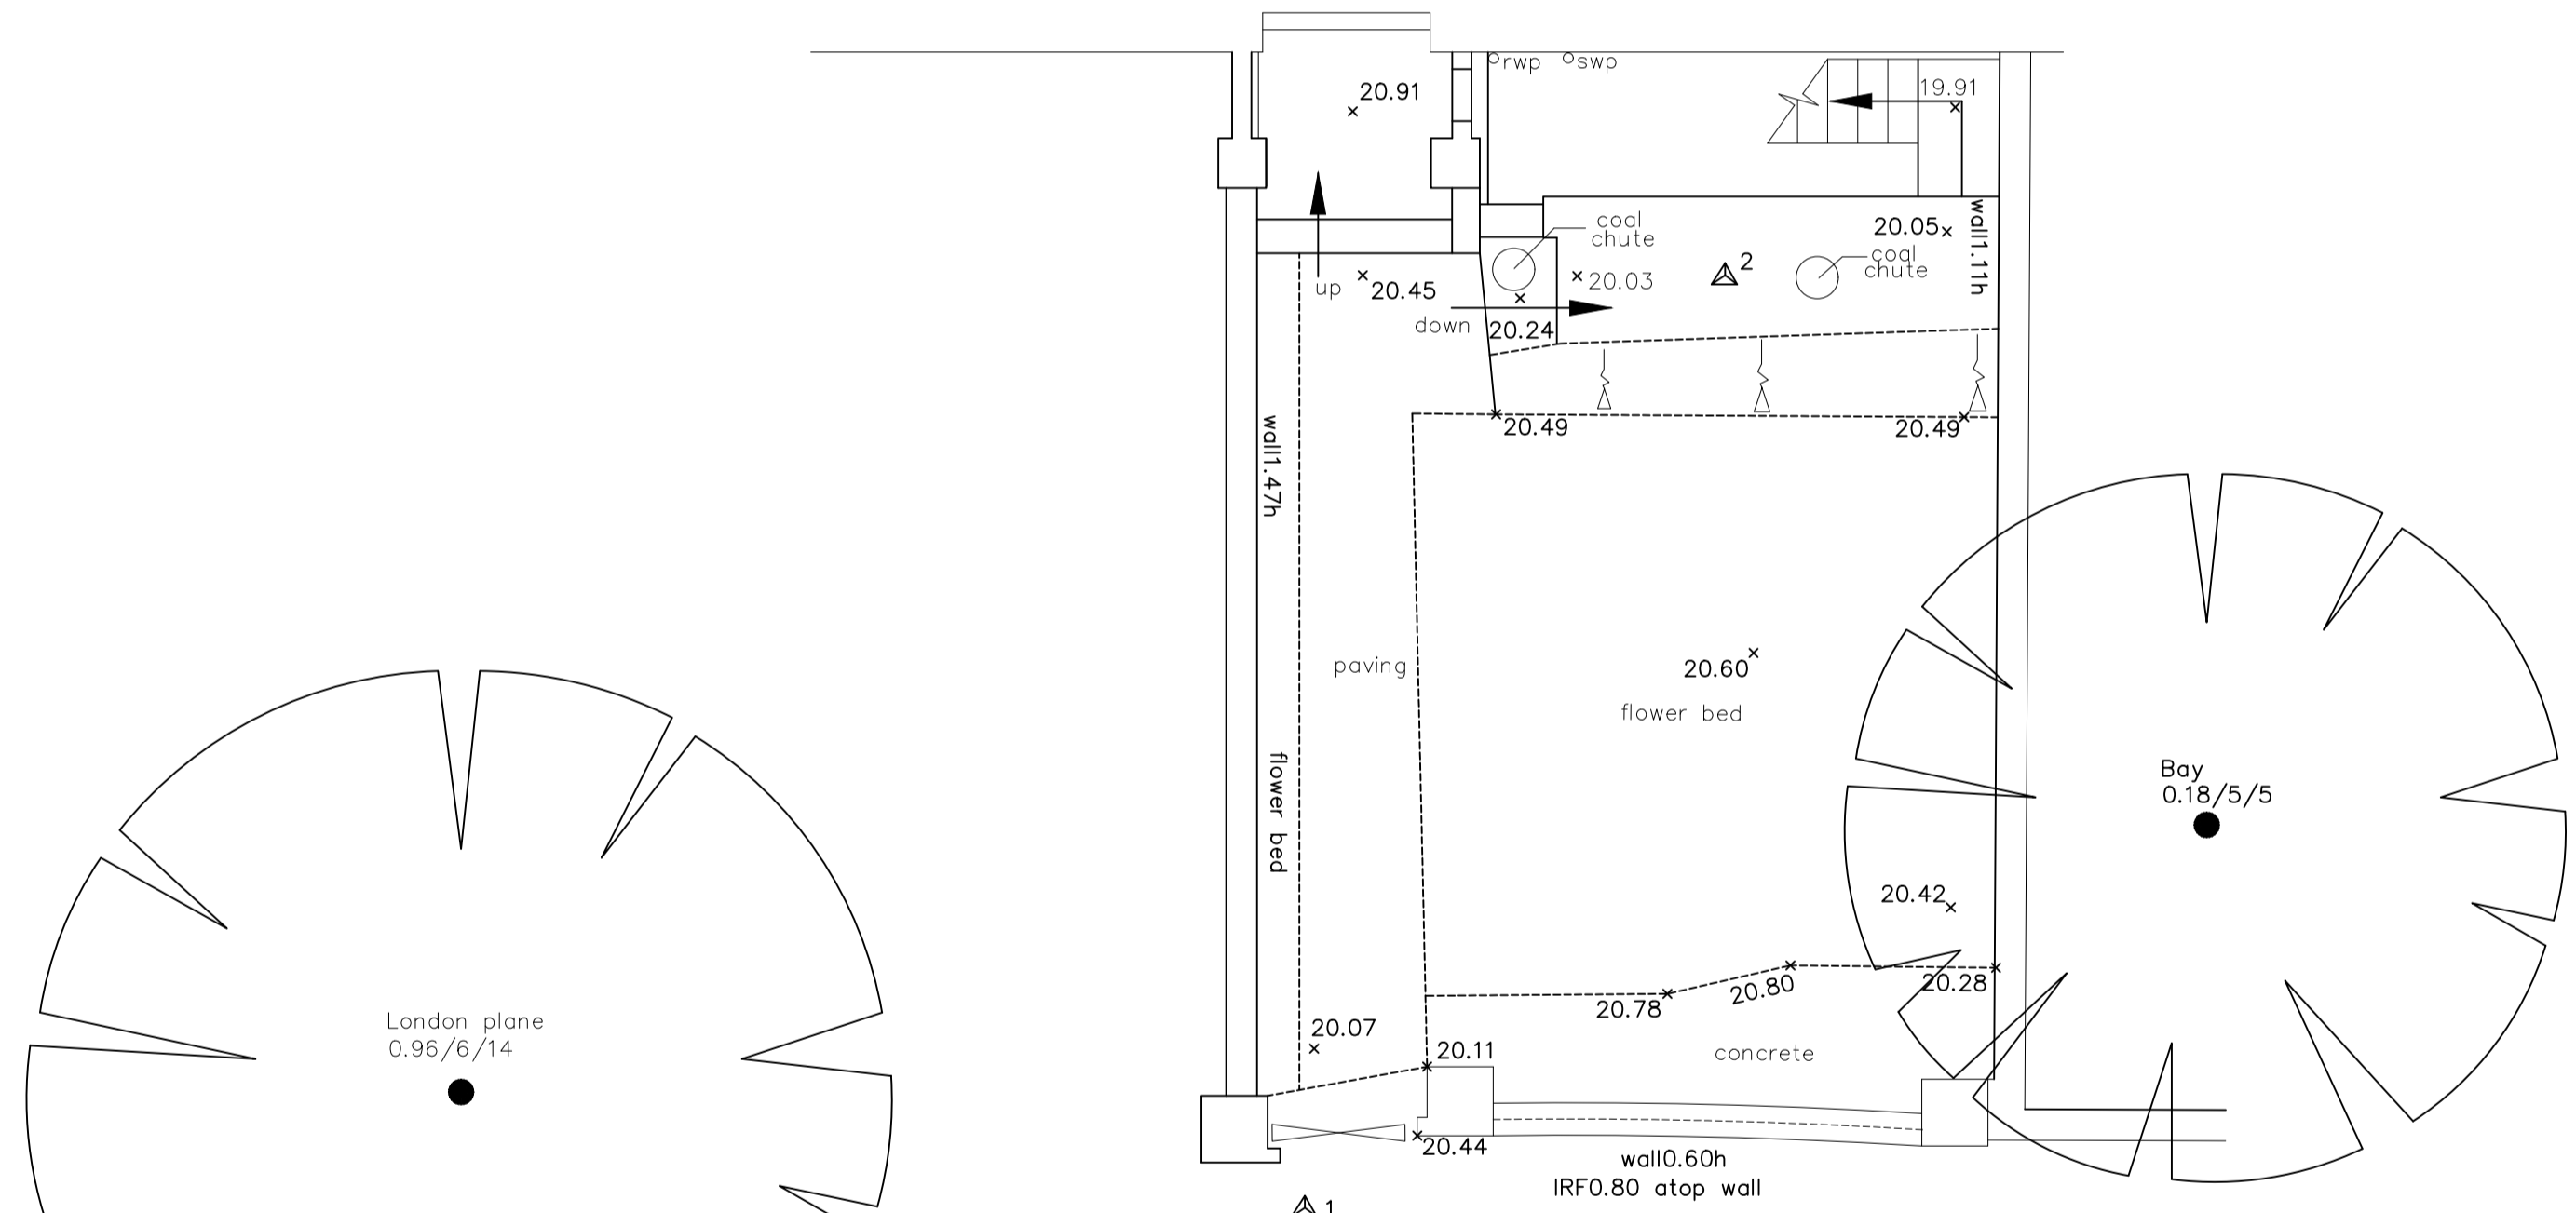 rwp
swp
20.91
19.91
coal
chute
20.05
wall1.11h
coal
chute
2
up
20.45
20.03
down
20.24
20.49
20.49
wall1.47h
paving
20.60
flower bed
flower bed
Bay
0.18/5/5
20.42
20.28
20.80
20.78
London plane
0.96/6/14
20.07
20.11
concrete
20.44
wall0.60h
IRF0.80 atop wall
1